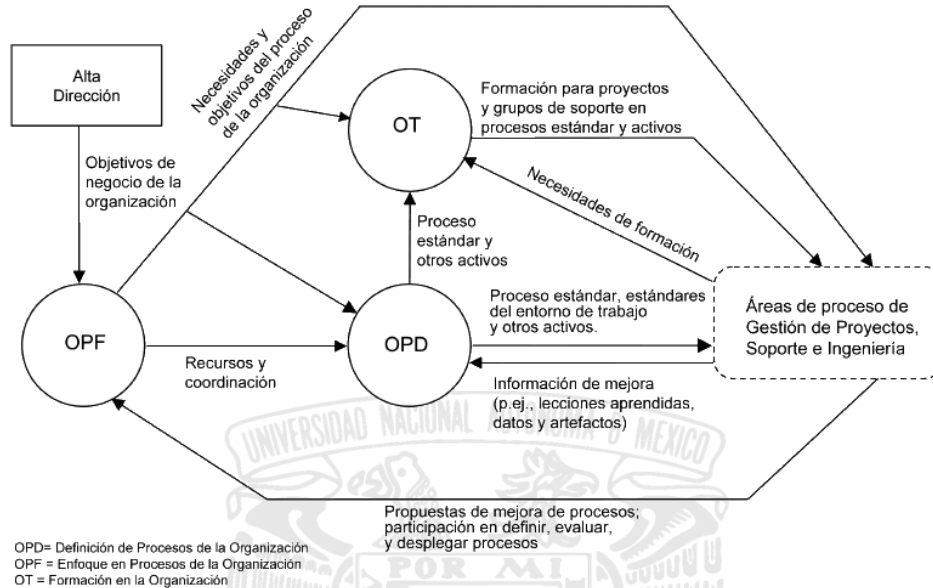 Alta
Dirección
Necesidades y
objetivos del proceso
de la organización
OT
Formación para proyectos
y grupos de soporte en
procesos estándar y activos
Objetivos de
negocio de la
organización
Necesidades de formación
Proceso
estándar y
otros activos
OPF
Recursos y
coordinación
OPD
Proceso estándar, estándares
del entorno de trabajo
y otros activos.
Áreas de proceso de
Gestión de Proyectos,
Soporte e Ingeniería
Información de mejora
(p.ej., lecciones aprendidas,
datos y artefactos)
UNIVERSIDAD NACIONAL AUTÓNOMA D MEXICO
Propuestas de mejora de procesos;
participación en definir, evaluar,
y desplegar procesos
OPD= Definición de Procesos de la Organización
OPF = Enfoque en Procesos de la Organización
OT = Formación en la Organización
POR MI